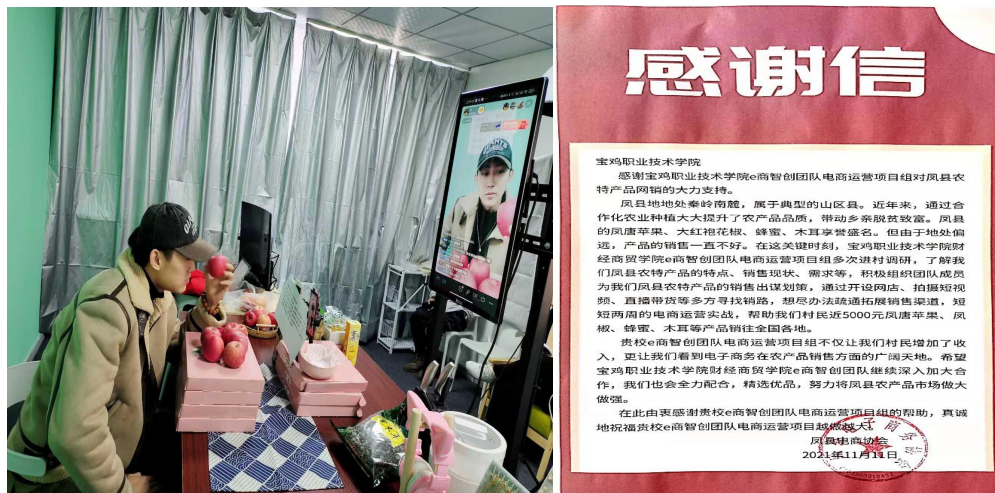 感谢信
宝鸡职业技术学院
感谢宝鸡职业技术学院e商智创团队电商运营项目组对凤县农
特产品网销的大力支持。
凤县地地处秦岭南麓，属于典型的山区县。近年来，通过合
作化农业种植大大提升了农产品品质，带动乡亲脱贫致富。凤县
的凤唐苹果、大红袍花椒、蜂蜜、木耳享誉盛名。但由于地处偏
远，产品的销售一直不好。在这关键时刻，宝鸡职业技术学院财
经商贸学院e商智创团队电商运营项目组多次进村调研，了解我
们凤县农特产品的特点、销售现状、需求等，积极组织团队成员
为我们凤县农特产品的销售出谋划策，通过开设网店、拍摄短视
频、直播带货等多方寻找销路，想尽办法疏通拓展销售渠道，短
短两周的电商运营实战，帮助我们村民近5000元凤唐苹果、凤
椒、蜂蜜、木耳等产品销往全国各地。
贵校e商智创团队电商运营项目组不仅让我们村民增加了收
入，更让我们看到电子商务在农产品销售方面的广阔天地。希望
宝鸡职业技术学院财经商贸学院e商智创团队继续深入加大合
作，我们也会全力配合，精选优品，努力将凤县农产品市场做大
做强。
在此由衷感谢贵校e商智创团队电商运营项目组的帮助，真诚
地祝福贵校e商智创团队电商运营项目越做越大。
凤县电商协会
2021年11月11日